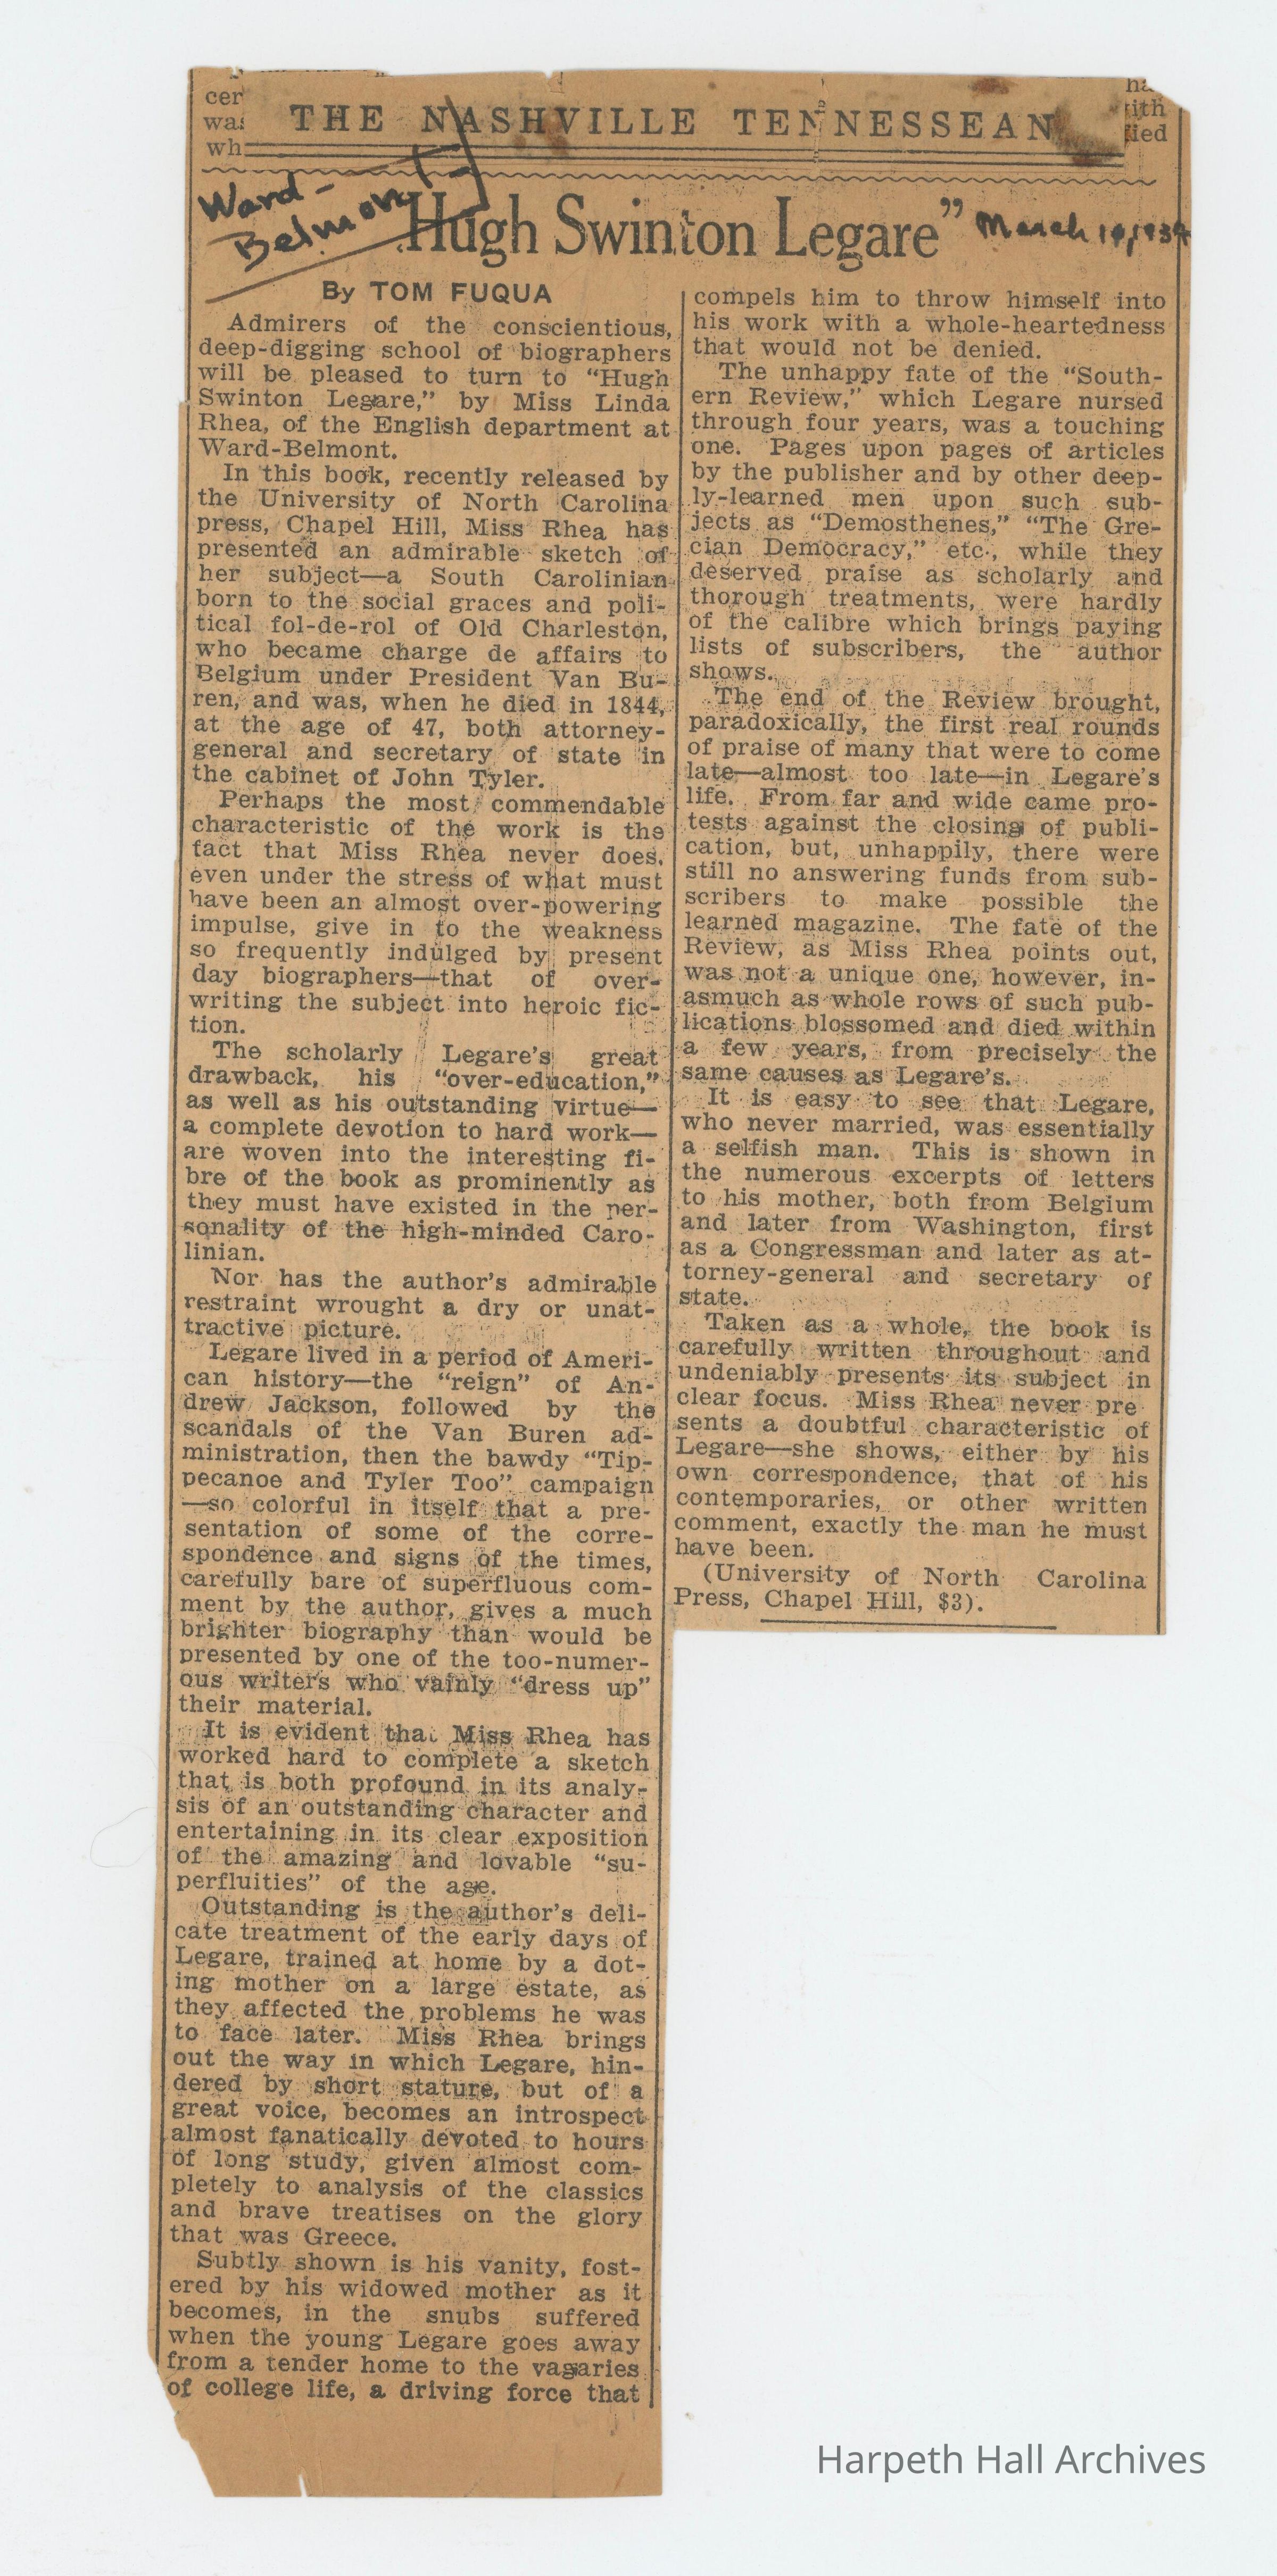 cer
was
wh
ha
with
fied
THE NASHVILLE TENNESSEAN
Ward-
Belmont
Hugh Swinton Legare”
By TOM FUQUA
Admirers of the conscientious,
deep-digging school of biographers
will be pleased to turn to “Hugh
Swinton Legare,” by Miss Linda
Rhea, of the English department at
Ward-Belmont.
In this book, recently released by
the University of North Carolina
press, Chapel Hill, Miss Rhea has
presented an admirable sketch of
her subject—a South Carolinian
born to the social graces and poli-
tical fol-de-rol of Old Charleston,
who became charge de affairs to
Belgium under President Van Bu-
ren, and was, when he died in 1844,
at the age of 47, both attorney-
general and secretary of state in
the cabinet of John Tyler.
Perhaps the most commendable
characteristic of the work is the
fact that Miss Rhea never does,
even under the stress of what must
have been an almost over-powering
impulse, give in to the weakness
so frequently indulged by present
day biographers—that of over-
writing the subject into heroic fic-
tion.
The scholarly Legare’s great
drawback, his “over-education,”
as well as his outstanding virtue—
a complete devotion to hard work—
are woven into the interesting fi-
bre of the book as prominently as
they must have existed in the per-
sonality of the high-minded Caro-
linian.
Nor has the author’s admirable
restraint wrought a dry or unat-
tractive picture.
Legare lived in a period of Ameri-
can history—the “reign” of An-
drew Jackson, followed by the
scandals of the Van Buren ad-
ministration, then the bawdy “Tip-
pecanoe and Tyler Too” campaign
—so colorful in itself that a pre-
sentation of some of the corre-
spondence and signs of the times,
carefully bare of superfluous com-
ment by the author, gives a much
brighter biography than would be
presented by one of the too-numer-
ous writers who vainly “dress up”
their material.
It is evident that Miss Rhea has
worked hard to complete a sketch
that is both profound in its analy-
sis of an outstanding character and
entertaining in its clear exposition
of the amazing and lovable “su-
perfluities” of the age.
Outstanding is the author’s deli-
cate treatment of the early days of
Legare, trained at home by a dot-
ing mother on a large estate, as
they affected the problems he was
to face later. Miss Rhea brings
out the way in which Legare, hin-
dered by short stature, but of a
great voice, becomes an introspect
almost fanatically devoted to hours
of long study, given almost com-
pletely to analysis of the classics
and brave treatises on the glory
that was Greece.
Subtly shown is his vanity, fost-
ered by his widowed mother as it
becomes, in the snubs suffered
when the young Legare goes away
from a tender home to the vagaries
of college life, a driving force that
March 1934
compels him to throw himself into
his work with a whole-heartedness
that would not be denied.
The unhappy fate of the “South-
ern Review,” which Legare nursed
through four years, was a touching
one. Pages upon pages of articles
by the publisher and by other deep-
ly-learned men upon such sub-
jects as “Demosthenes,” “The Gre-
cian Democracy,” etc., while they
deserved praise as scholarly and
thorough treatments, were hardly
of the calibre which brings paying
lists of subscribers, the author
shows.
The end of the Review brought,
paradoxically, the first real rounds
of praise of many that were to come
late—almost too late—in Legare’s
life. From far and wide came pro-
tests against the closing of publi-
cation, but, unhappily, there were
still no answering funds from sub-
scribers to make possible the
learned magazine. The fate of the
Review, as Miss Rhea points out,
was not a unique one, however, in-
asmuch as whole rows of such pub-
lications blossomed and died within
a few years, from precisely the
same causes as Legare’s.
It is easy to see that Legare,
who never married, was essentially
a selfish man. This is shown in
the numerous excerpts of letters
to his mother, both from Belgium
and later from Washington, first
as a Congressman and later as at-
torney-general and secretary of
state.
Taken as a whole, the book is
carefully written throughout and
undeniably presents its subject in
clear focus. Miss Rhea never pre
sents a doubtful characteristic of
Legare—she shows, either by his
own correspondence, that of his
contemporaries, or other written
comment, exactly the man he must
have been.
(University of North Carolina
Press, Chapel Hill, $3).
Harpeth Hall Archives